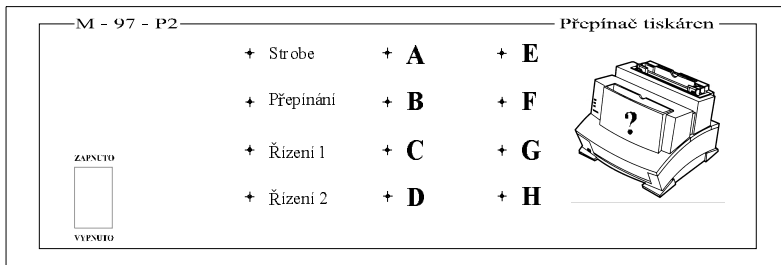 M - 97 - P2 Přepínač tiskáren
Strobe A E
Přepínání B F
Řízení 1 C G
Řízení 2 D H
?
ZAPNUTO
VYPNUTO